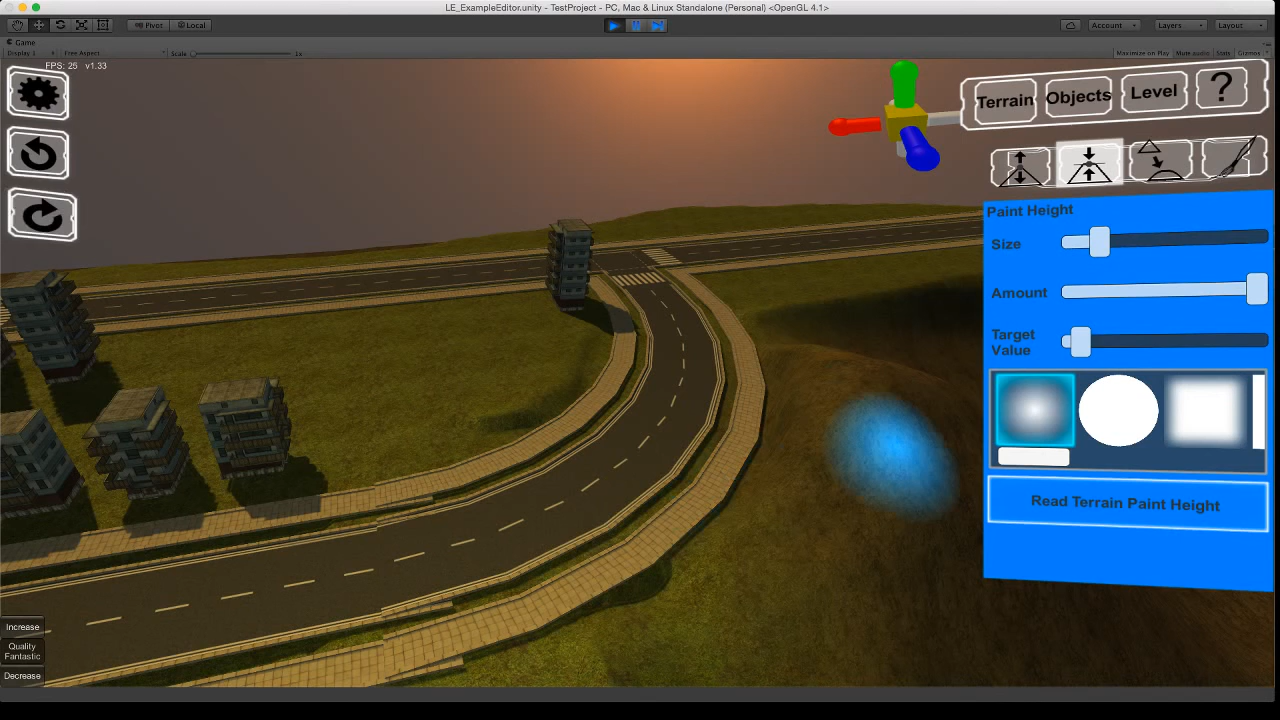 LE_ExampleEditor.unity - TestProject - PC, Mac & Linux Standalone (Personal) <OpenGL 4.1>
Pivot Local Account Layers Layout
Game
Display 1 Free Aspect Scale 1x Maximize on Play Mute audio Stats Gizmos
FPS: 25 v1.33
Terrain Objects Level ?
Paint Height
Size
Amount
Target
Value
Read Terrain Paint Height
Increase
Quality
Fantastic
Decrease